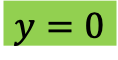 y = 0